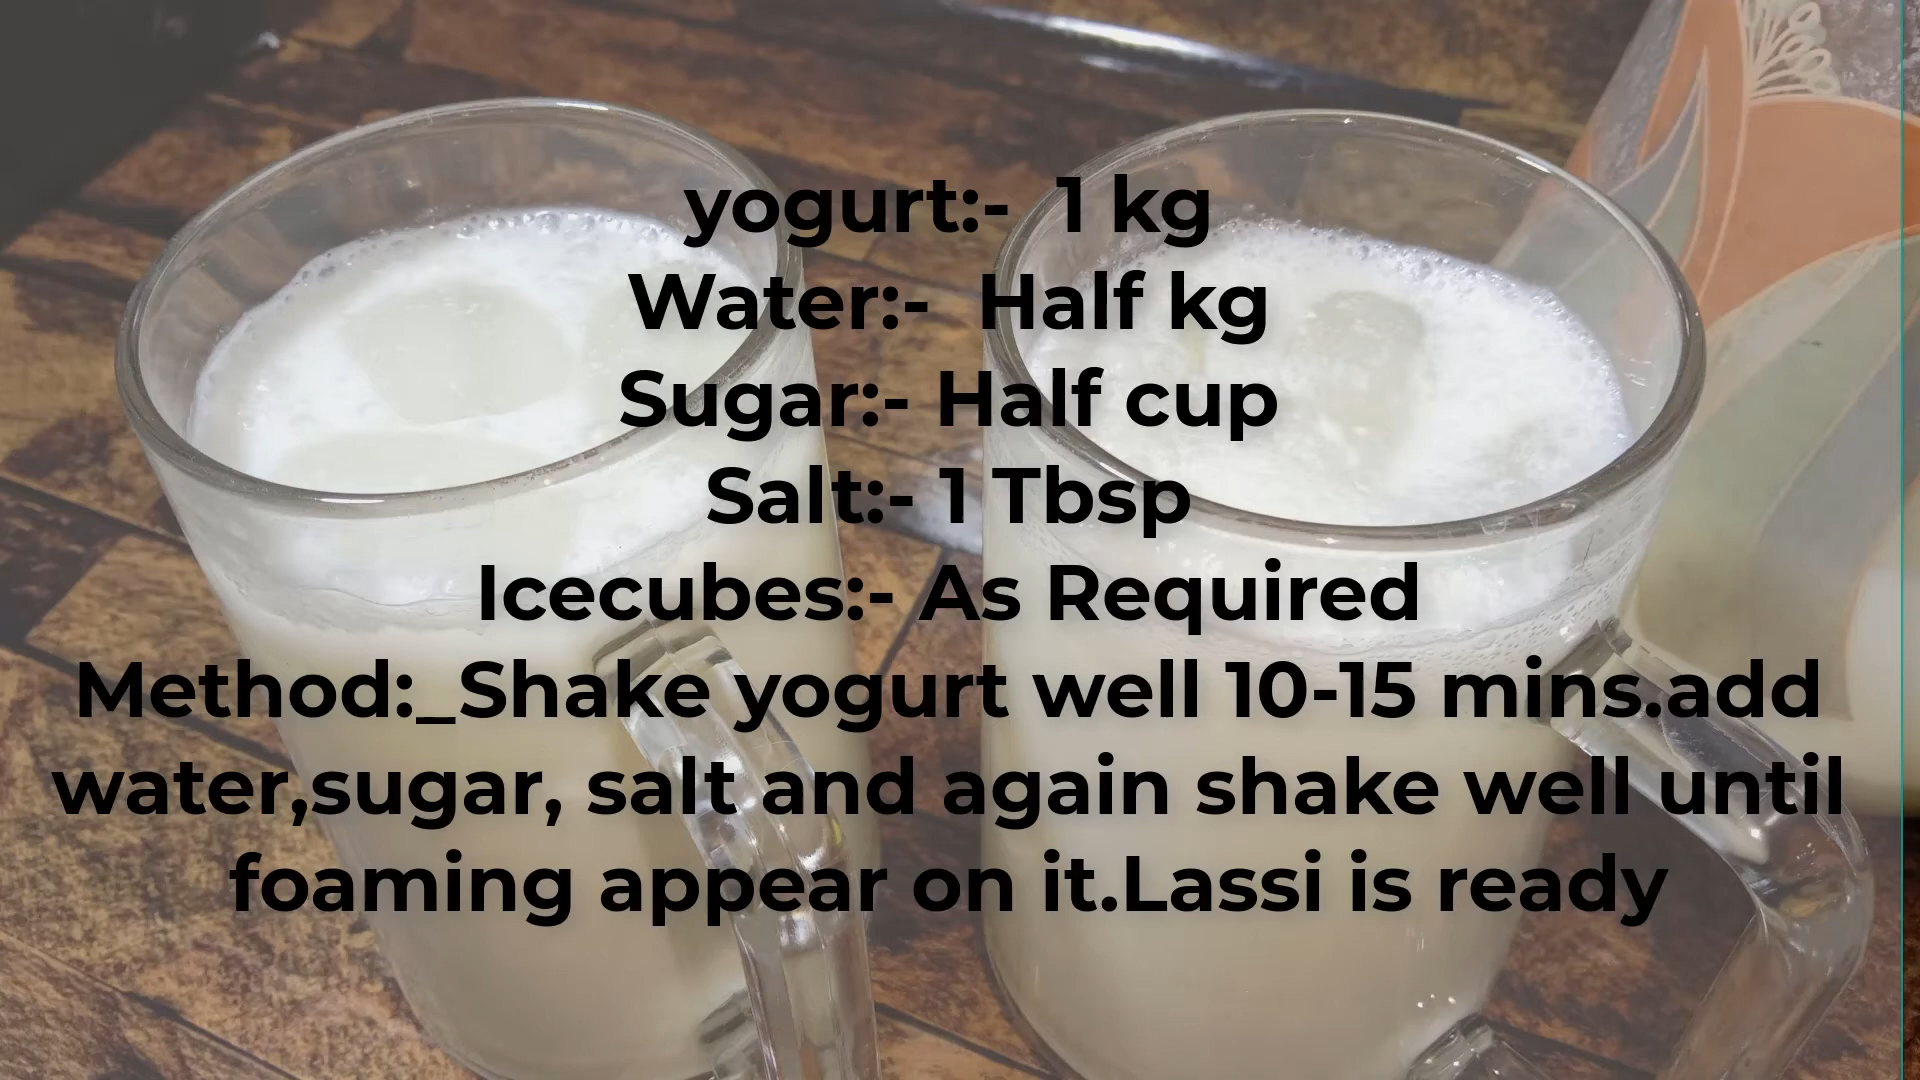 yogurt:-  1 kg
Water:-  Half kg
Sugar:- Half cup
Salt:- 1 Tbsp
Icecubes:- As Required
Method:_Shake yogurt well 10-15 mins.add
water,sugar, salt and again shake well until
foaming appear on it.Lassi is ready